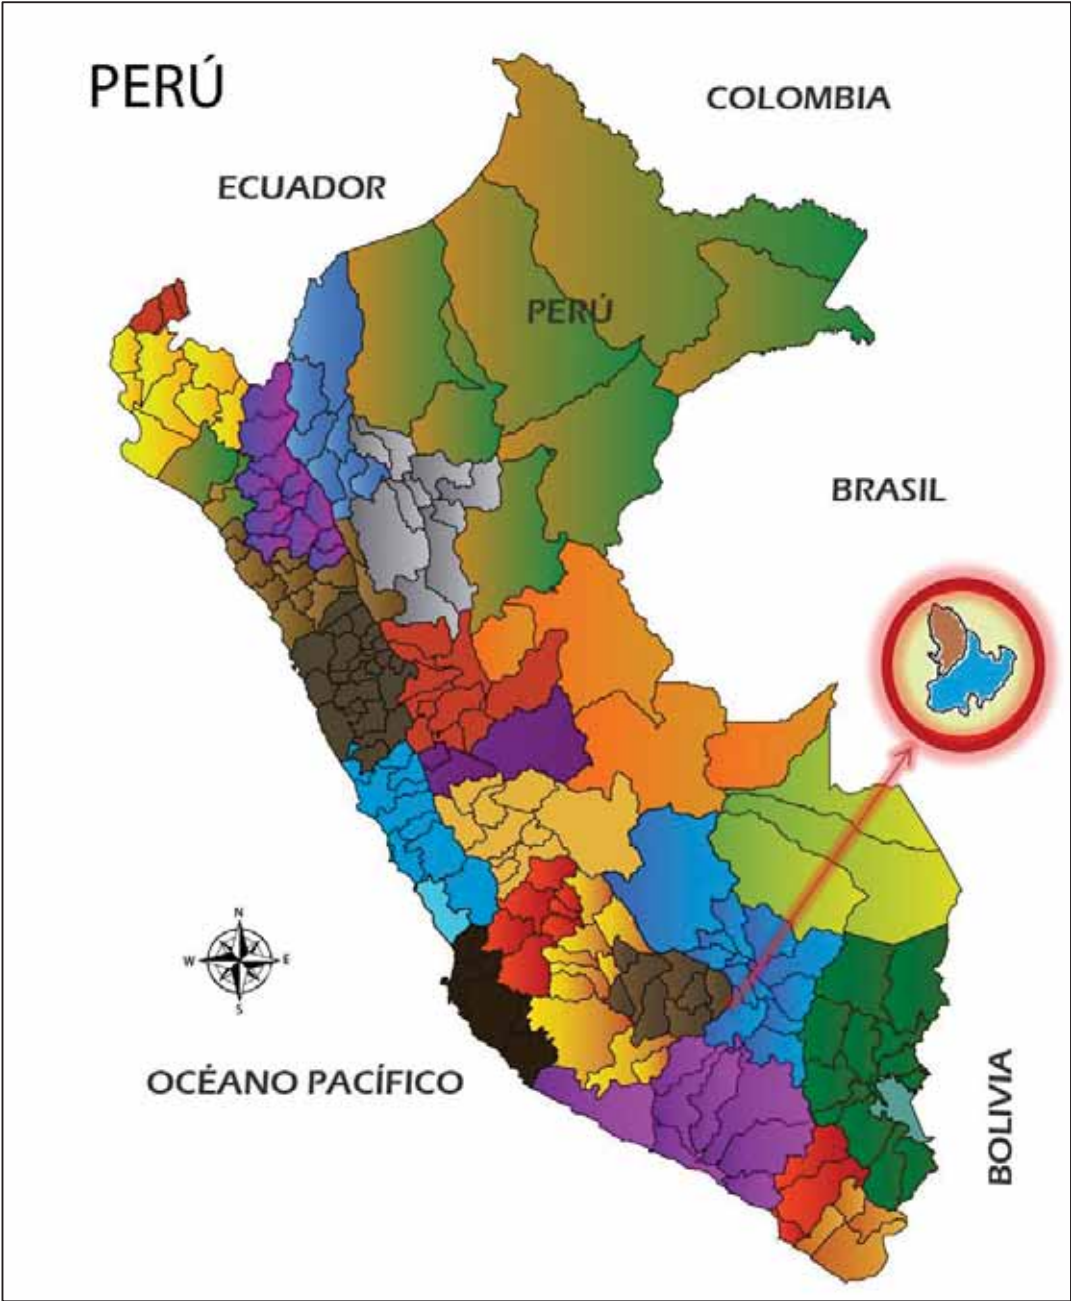 PERÚ
COLOMBIA
ECUADOR
PERÚ
BRASIL
N
W
E
S
OCÉANO PACÍFICO
BOLIVIA